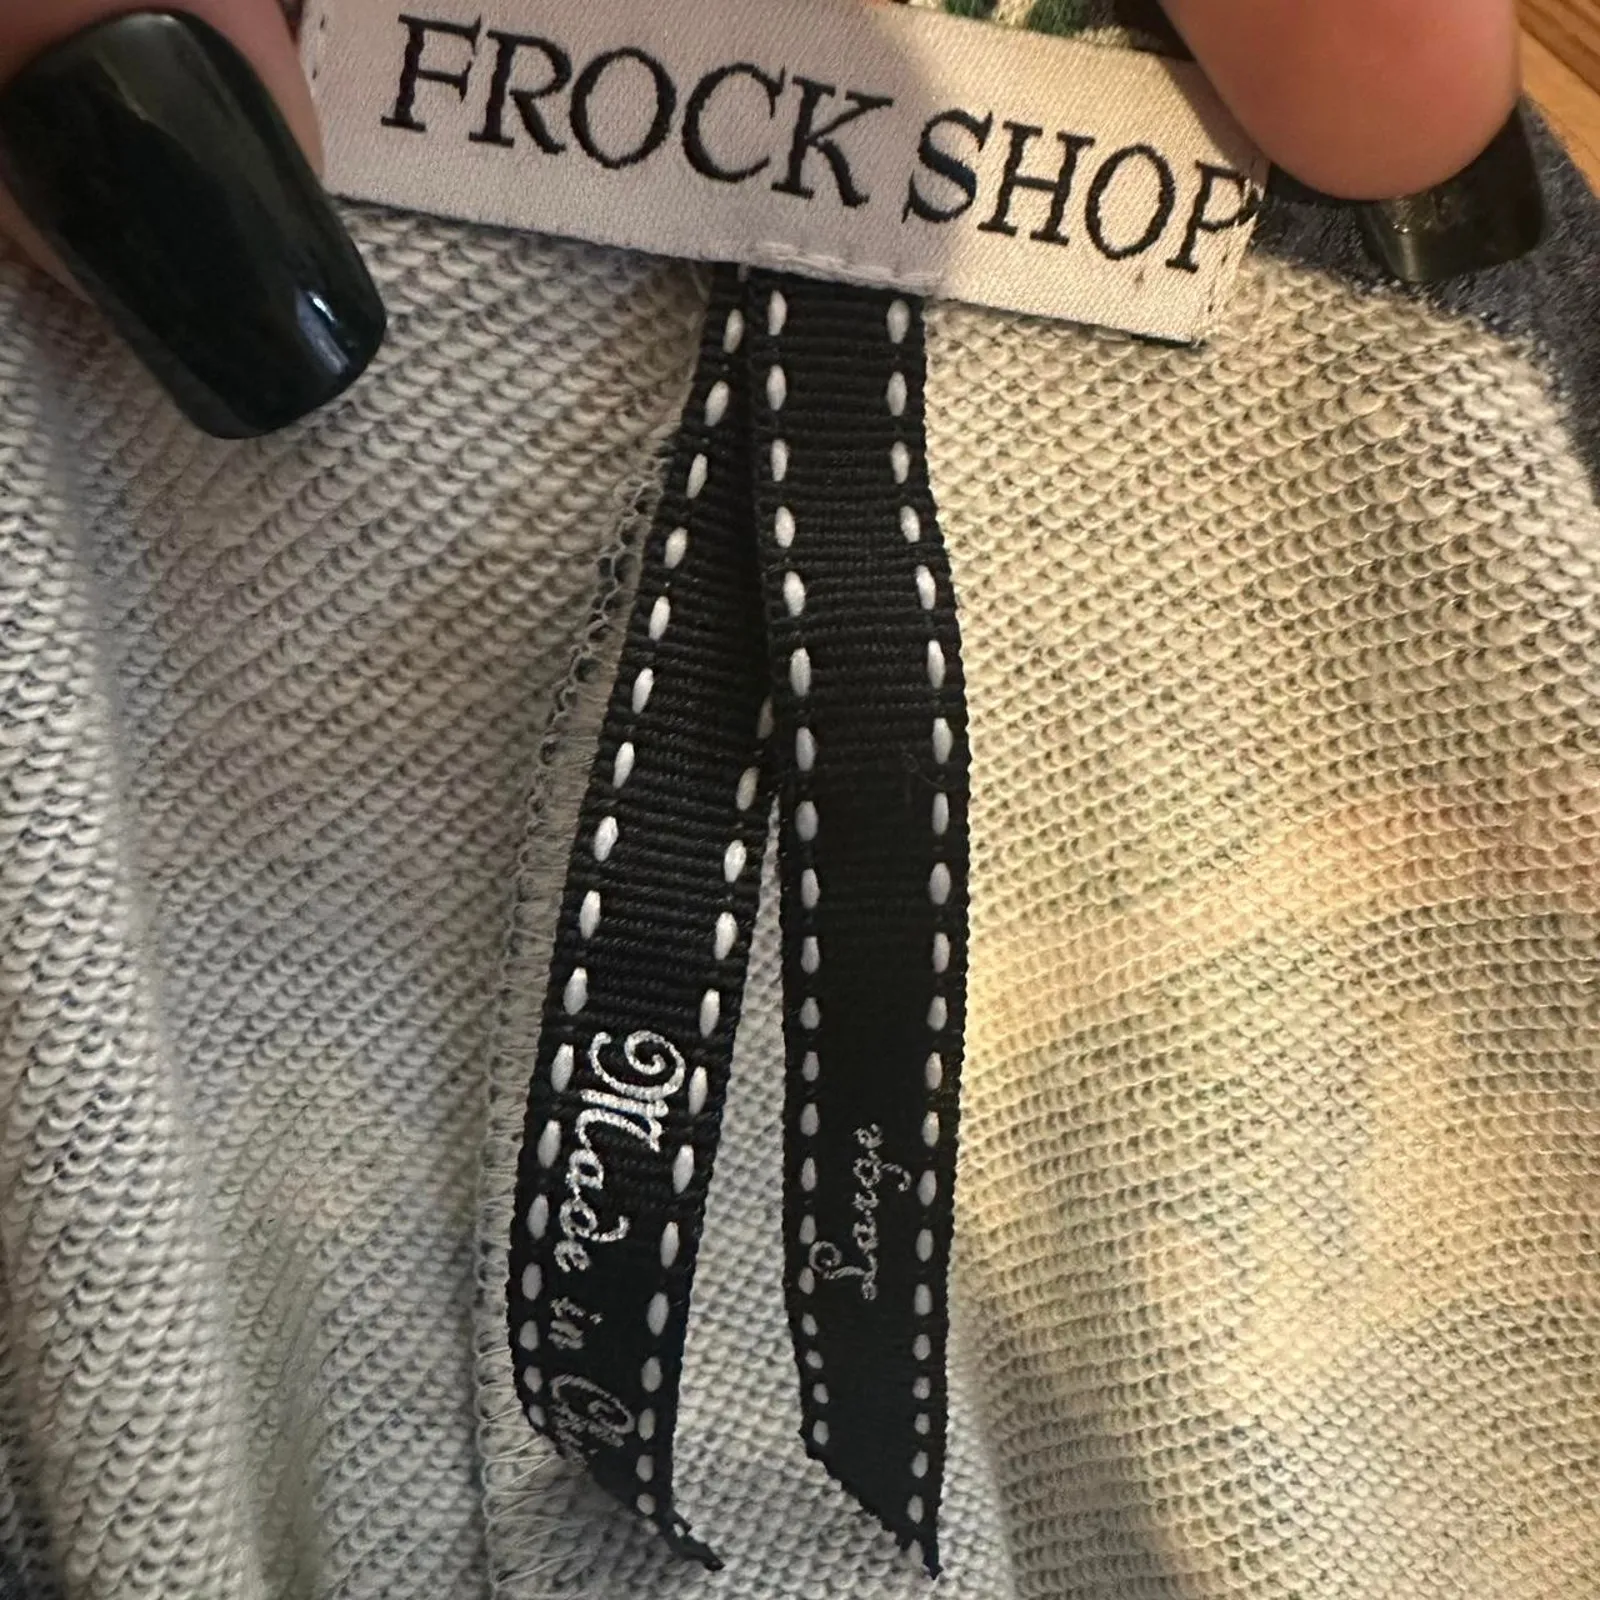 FROCK SHOP
Made in
Large